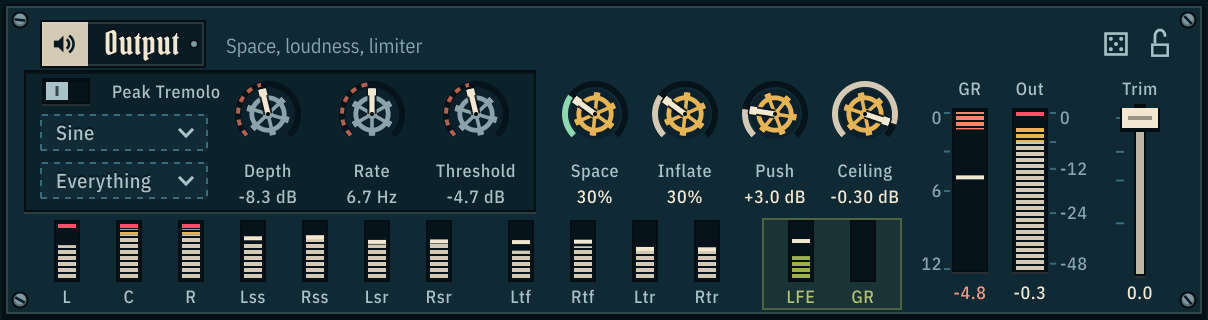 Output
Space, loudness, limiter
Peak Tremolo
Sine
Everything
Depth Rate Threshold Space Inflate Push Ceiling
-8.3 dB 6.7 Hz -4.7 dB 30% 30% +3.0 dB -0.30 dB
GR Out Trim
0 6 12
0 -12 -24 -48
-4.8 -0.3 0.0
L C R Lss Rss Lsr Rsr Ltf Rtf Ltr Rtr LFE GR